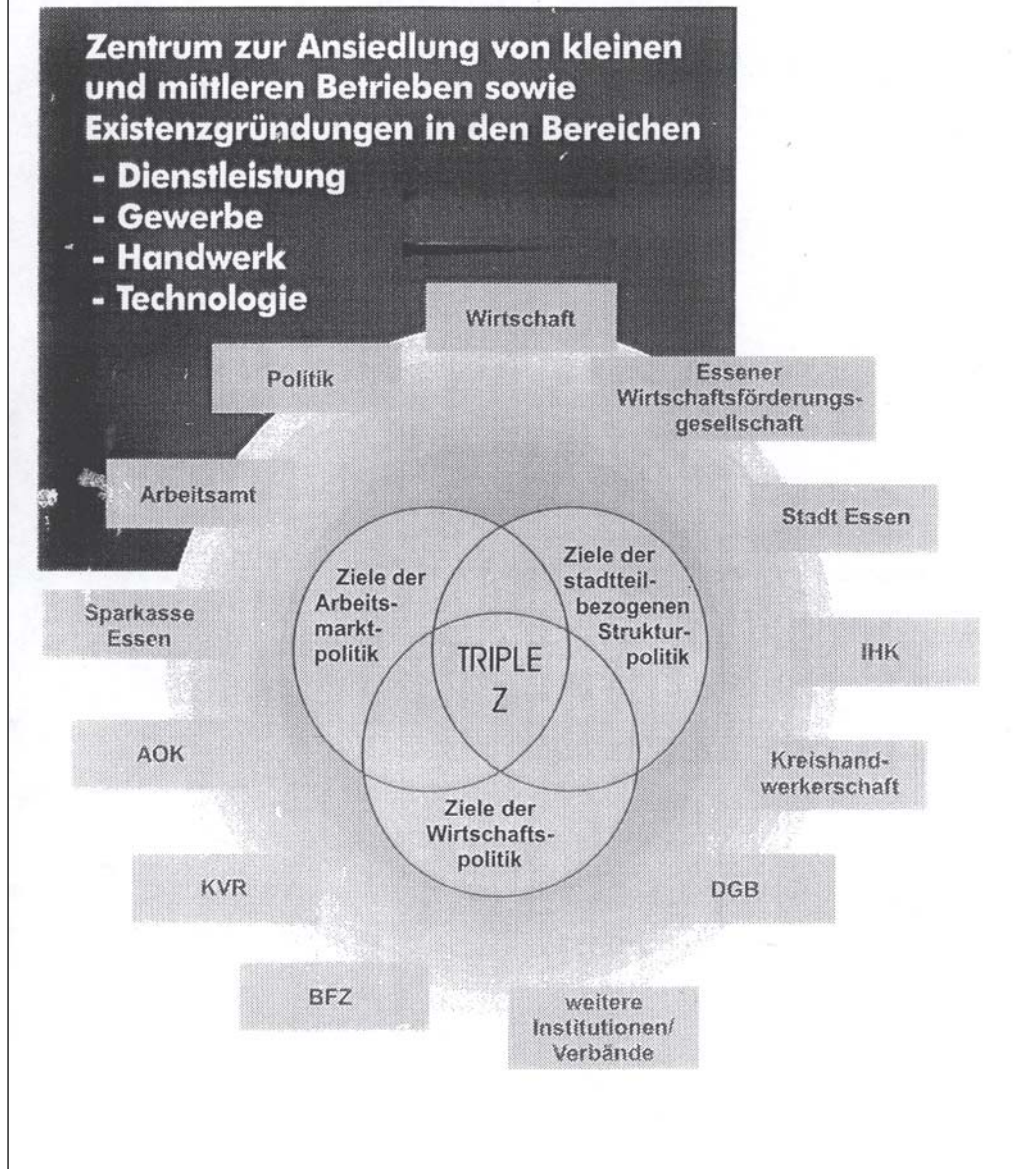 Zentrum zur Ansiedlung von kleinen
und mittleren Betrieben sowie
Existenzgründungen in den Bereichen
- Dienstleistung
- Gewerbe
- Handwerk
- Technologie
Wirtschaft
Politik
Essener
Wirtschaftsförderungs-
gesellschaft
Arbeitsamt
Stadt Essen
Ziele der
Arbeits-
markt-
politik
Ziele der
stadtteil-
bezogenen
Struktur-
politik
Sparkasse
Essen
TRIPLE
Z
IHK
AOK
Kreishand-
werkerschaft
Ziele der
Wirtschafts-
politik
KVR
DGB
BFZ
weitere
Institutionen/
Verbände